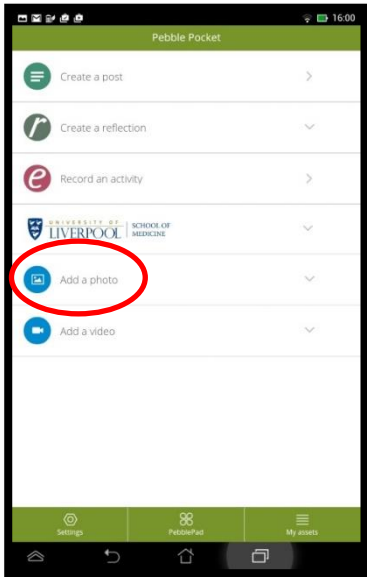 16:00
Pebble Pocket
Create a post
r
Create a reflection
e
Record an activity
UNIVERSITY OF
LIVERPOOL
SCHOOL OF
MEDICINE
Add a photo
Add a video
Settings
PebblePad
My assets